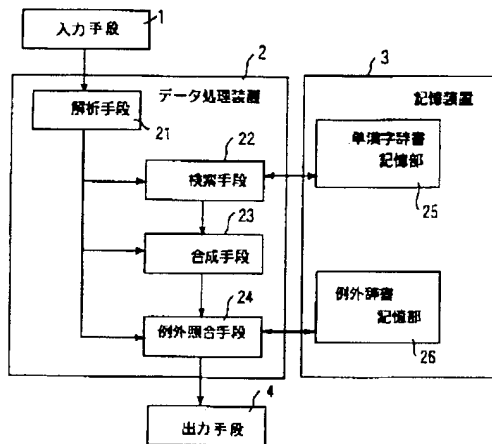 1
入力手段
2
データ処理装置
3
記憶装置
解析手段
21
22
検索手段
単漢字辞書
記憶部
25
23
合成手段
24
例外照合手段
例外辞書
記憶部
26
4
出力手段